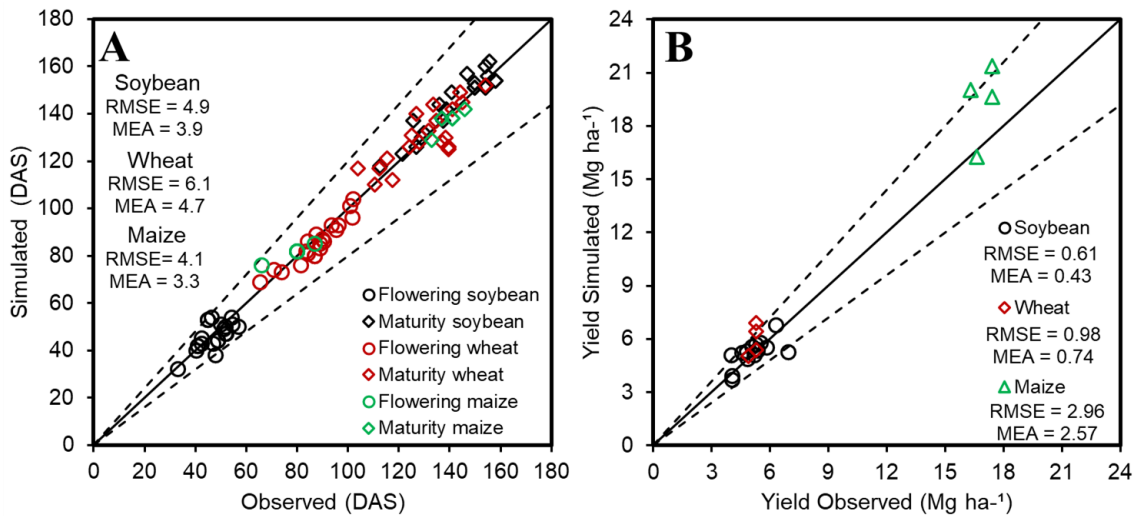 A
Simulated (DAS)
180
160
140
120
100
80
60
40
20
0
Soybean
RMSE = 4.9
MEA = 3.9
Wheat
RMSE = 6.1
MEA = 4.7
Maize
RMSE= 4.1
MEA = 3.3
Flowering soybean
Maturity soybean
Flowering wheat
Maturity wheat
Flowering maize
Maturity maize
0 20 40 60 80 100 120 140 160 180
Observed (DAS)
B
Yield Simulated (Mg ha-¹)
24
21
18
15
12
9
6
3
0
Soybean
RMSE = 0.61
MEA = 0.43
Wheat
RMSE = 0.98
MEA = 0.74
Maize
RMSE = 2.96
MEA = 2.57
0 3 6 9 12 15 18 21 24
Yield Observed (Mg ha-¹)